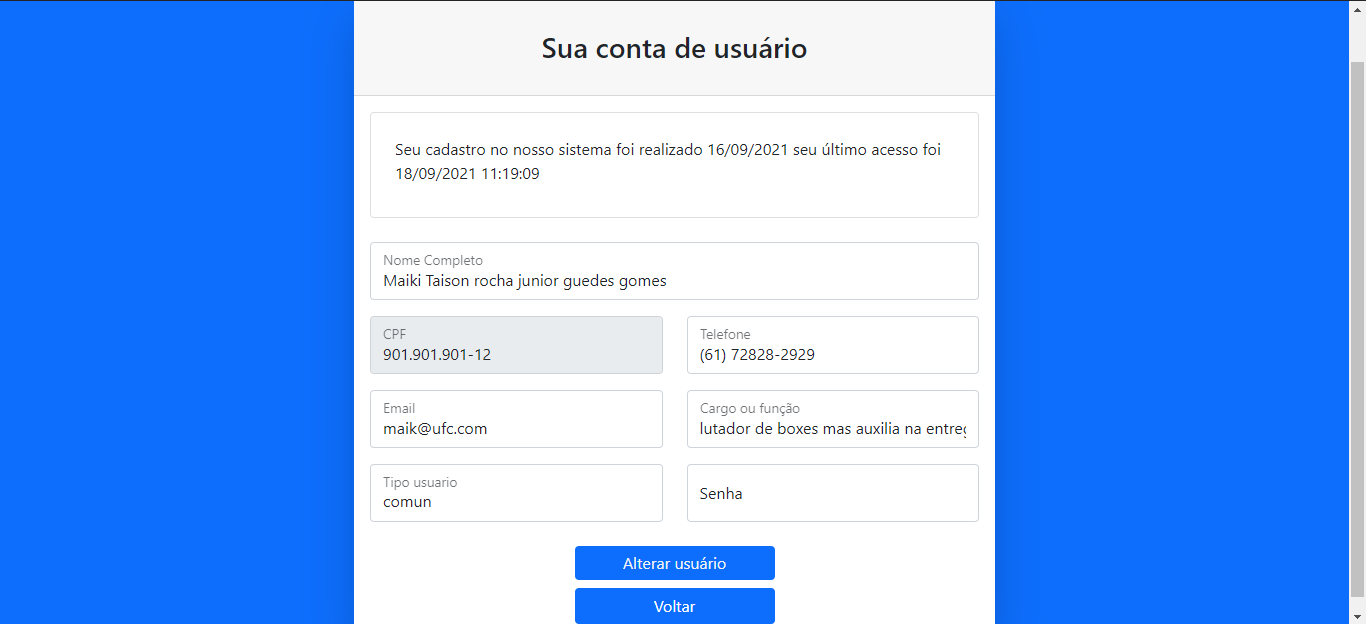 Sua conta de usuário
Seu cadastro no nosso sistema foi realizado 16/09/2021 seu último acesso foi
18/09/2021 11:19:09
Nome Completo
Maiki Taison rocha junior guedes gomes
CPF
901.901.901-12
Telefone
(61) 72828-2929
Email
maik@ufc.com
Cargo ou função
lutador de boxes mas auxilia na
Tipo usuario
comun
Senha
Alterar usuário
Voltar